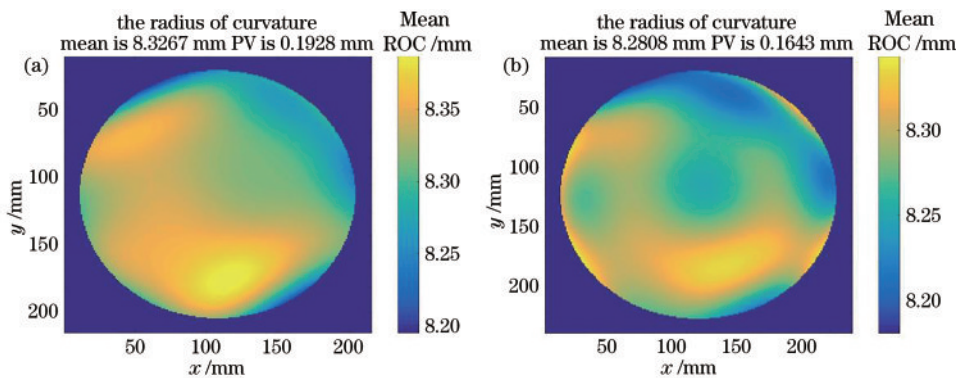 the radius of curvature
mean is 8.3267 mm PV is 0.1928 mm
Mean
ROC /mm
(a)
50
100
150
200
y /mm
50
100
150
200
x /mm
8.35
8.30
8.25
8.20
the radius of curvature
mean is 8.2808 mm PV is 0.1643 mm
Mean
ROC /mm
(b)
50
100
150
200
y /mm
50
100
150
200
x /mm
8.30
8.25
8.20